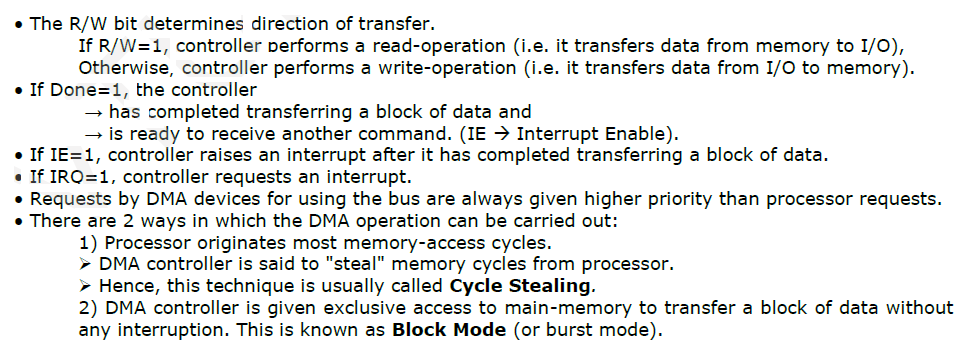 • The R/W bit determines direction of transfer.
If R/W=1, controller performs a read-operation (i.e. it transfers data from memory to I/O),
Otherwise, controller performs a write-operation (i.e. it transfers data from I/O to memory).
• If Done=1, the controller
→ has completed transferring a block of data and
→ is ready to receive another command. (IE → Interrupt Enable).
• If IE=1, controller raises an interrupt after it has completed transferring a block of data.
• If IRQ=1, controller requests an interrupt.
• Requests by DMA devices for using the bus are always given higher priority than processor requests.
• There are 2 ways in which the DMA operation can be carried out:
1) Processor originates most memory-access cycles.
➢ DMA controller is said to "steal" memory cycles from processor.
➢ Hence, this technique is usually called Cycle Stealing.
2) DMA controller is given exclusive access to main-memory to transfer a block of data without
any interruption. This is known as Block Mode (or burst mode).